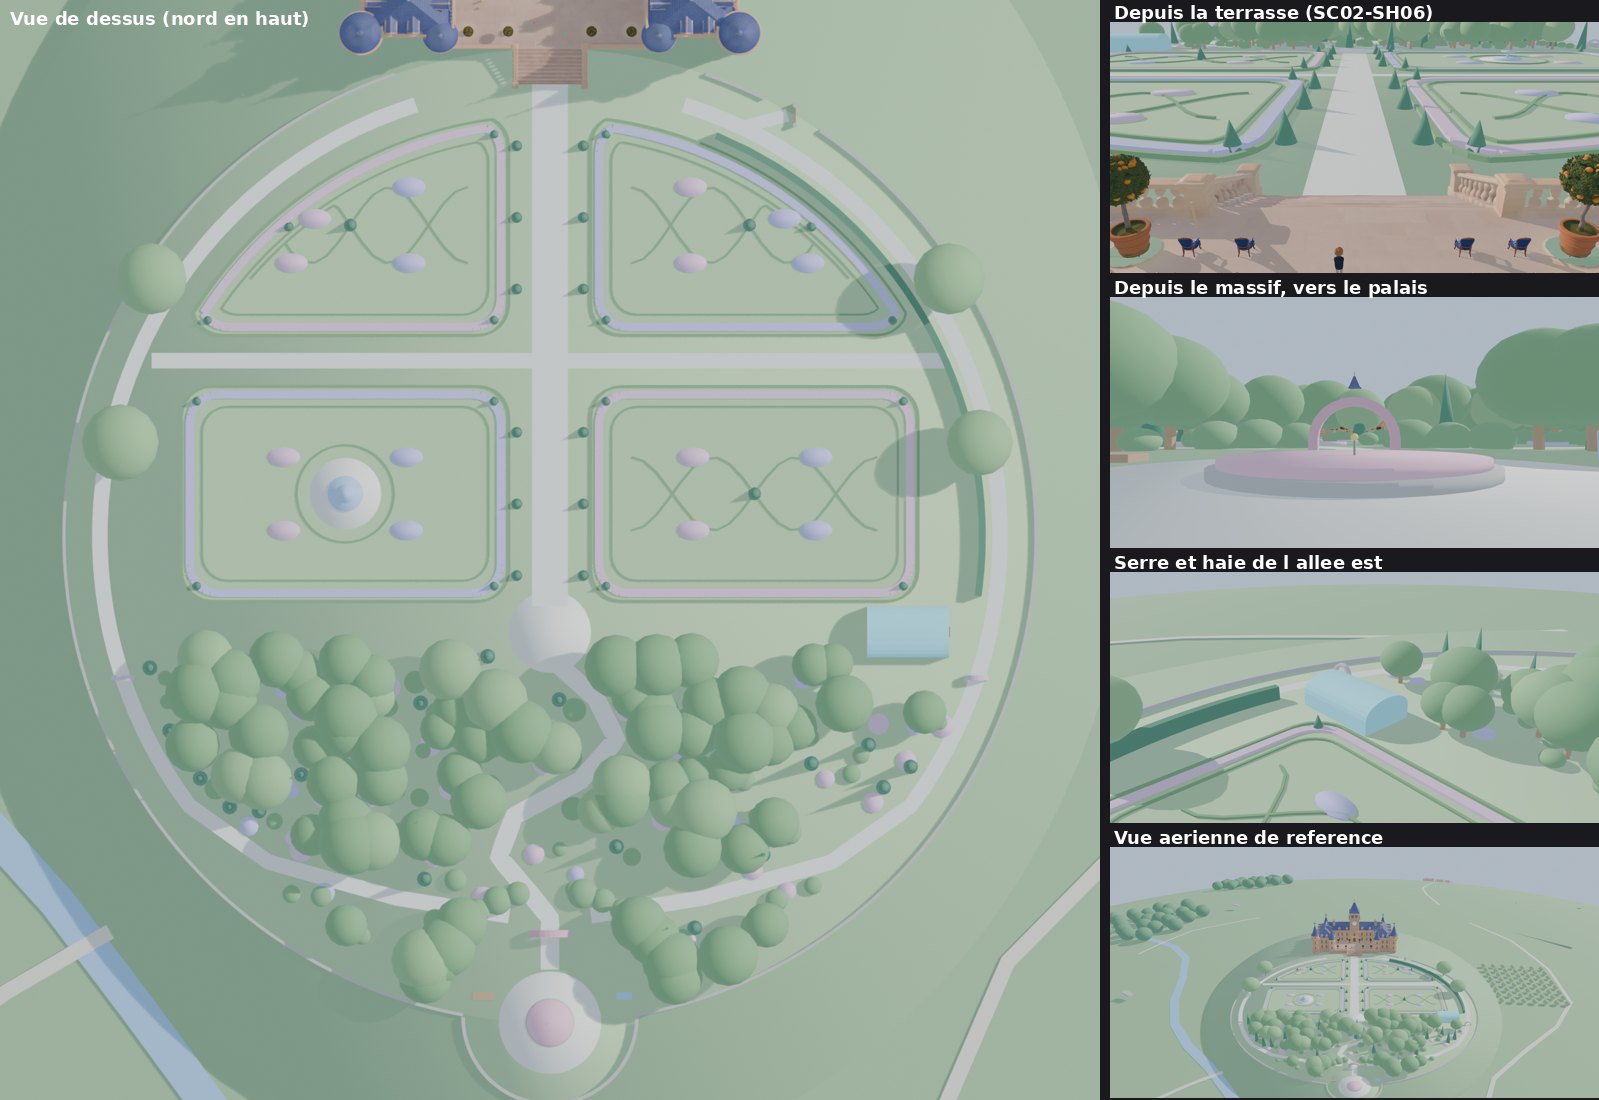 Vue de dessus (nord en haut)
Depuis la terrasse (SC02-SH06)
Depuis le massif, vers le palais
Serre et haie de l allee est
Vue aerienne de reference